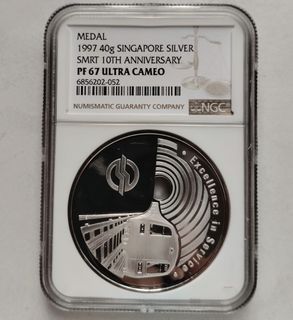 MEDAL
1997 40g SINGAPORE SILVER
SMRT 10TH ANNIVERSARY
PF 67 ULTRA CAMEO
6856202-052
NUMISMATIC GUARANTY COMPANY
NGC
• Excellence in Service •